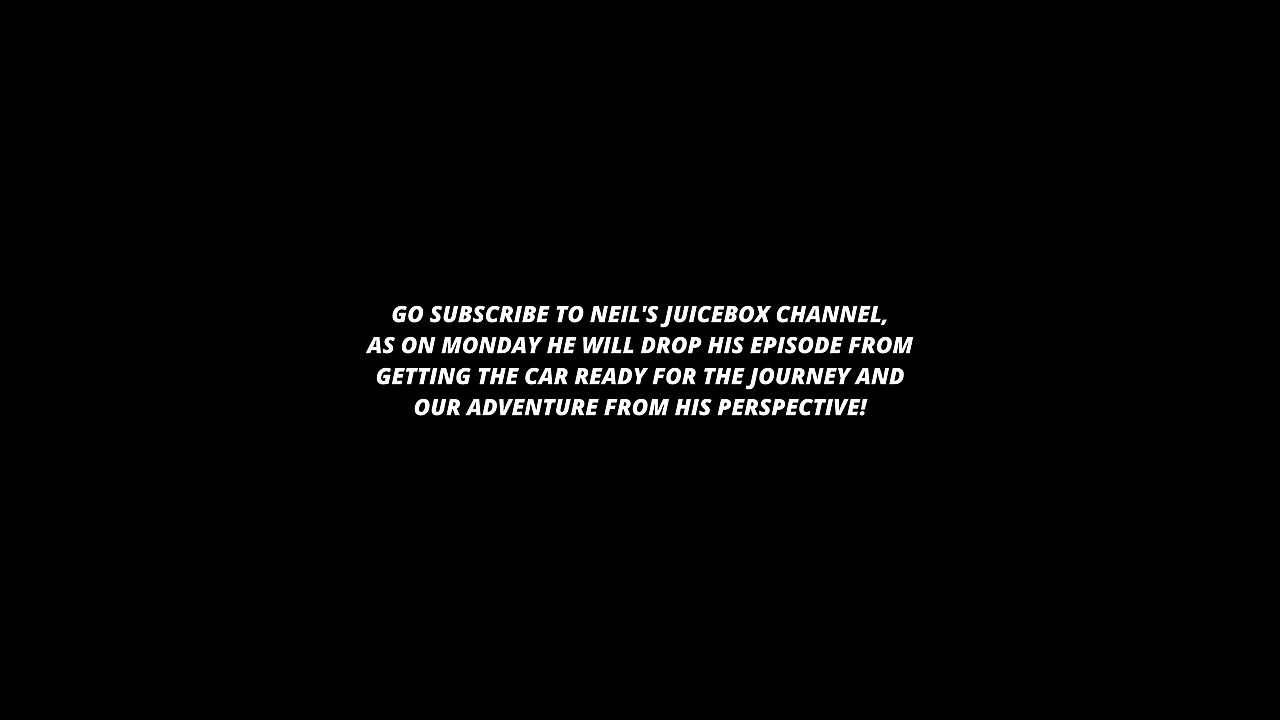 GO SUBSCRIBE TO NEIL'S JUICEBOX CHANNEL,
AS ON MONDAY HE WILL DROP HIS EPISODE FROM
GETTING THE CAR READY FOR THE JOURNEY AND
OUR ADVENTURE FROM HIS PERSPECTIVE!